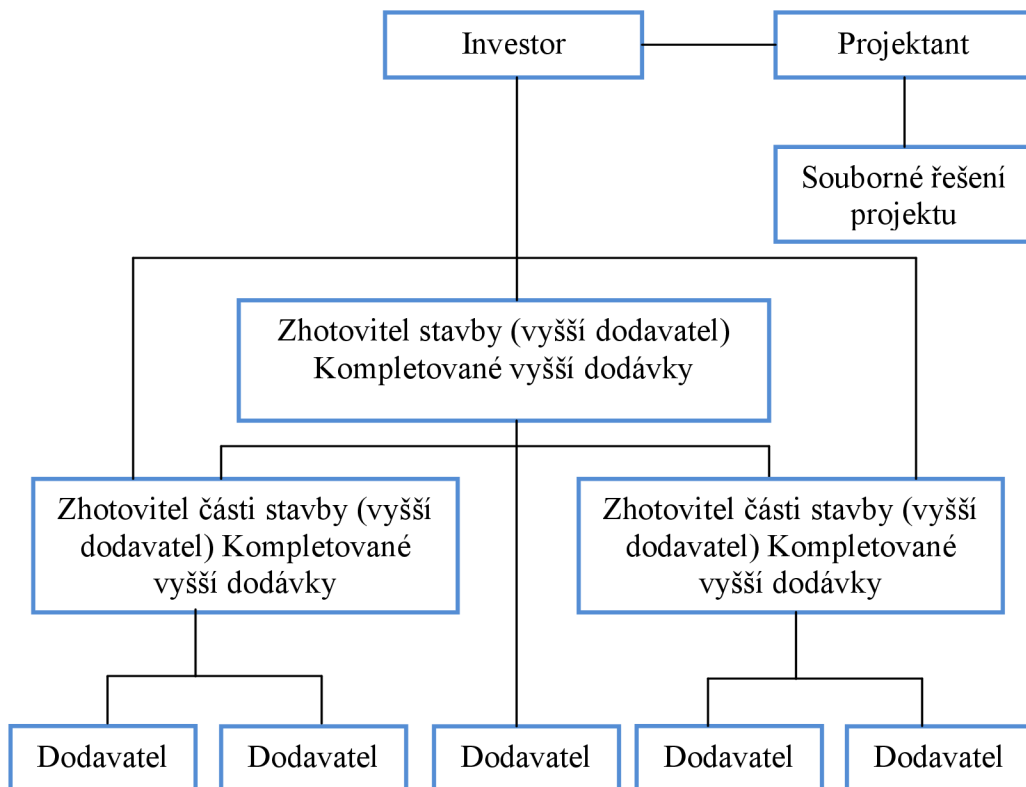 Investor
Projektant
Souborné řešení
projektu
Zhotovitel stavby (vyšší dodavatel)
Kompletované vyšší dodávky
Zhotovitel části stavby (vyšší
dodavatel) Kompletované
vyšší dodávky
Zhotovitel části stavby (vyšší
dodavatel) Kompletované
vyšší dodávky
Dodavatel
Dodavatel
Dodavatel
Dodavatel
Dodavatel